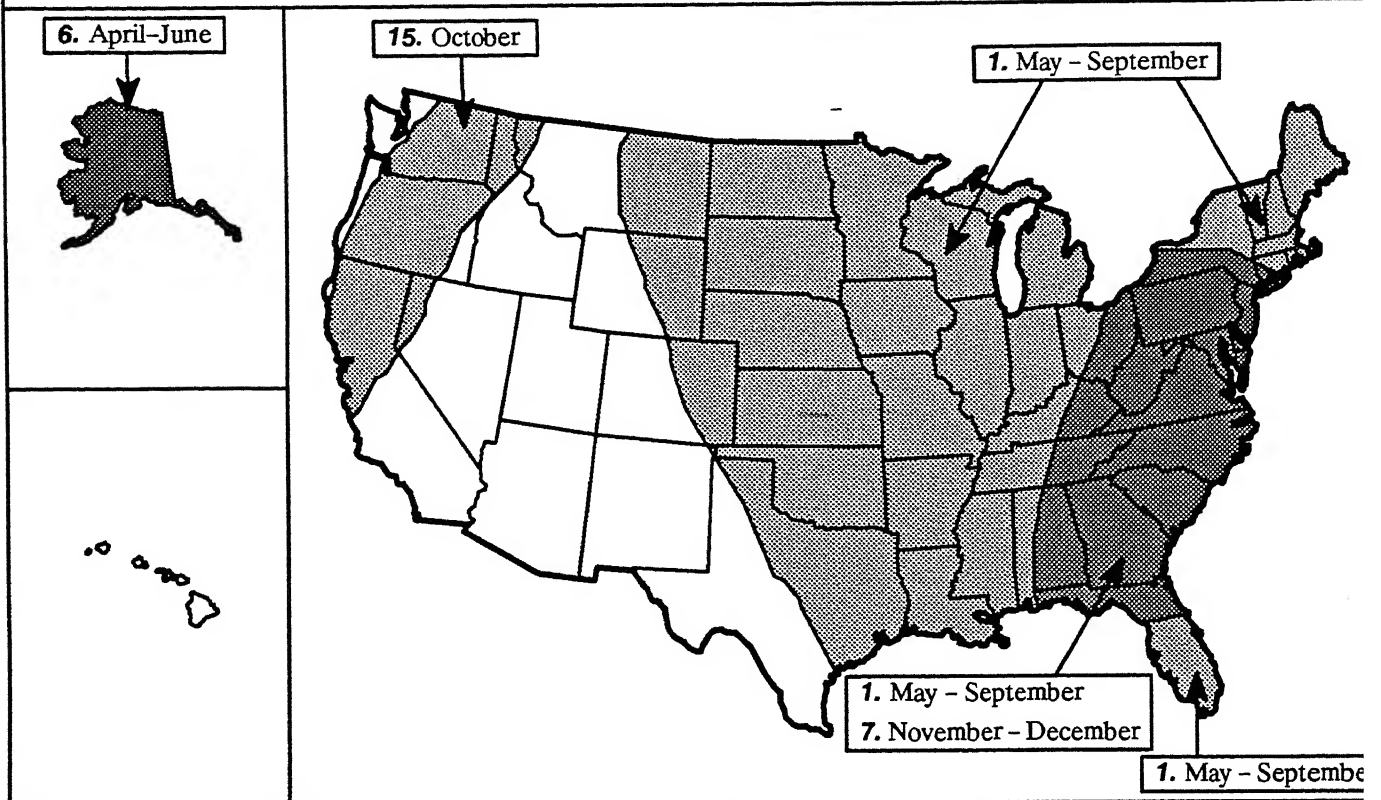 6. April–June
15. October
1. May – September
1. May – September
7. November – December
1. May – Septembe